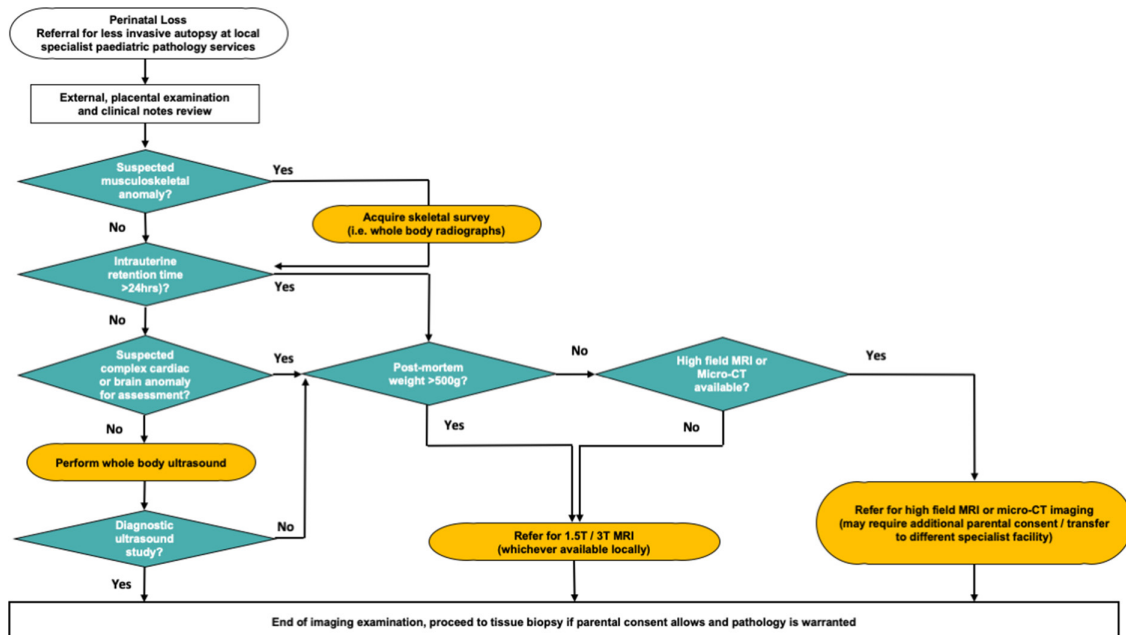 Perinatal Loss
Referral for less invasive autopsy at local
specialist paediatric pathology services
External, placental examination
and clinical notes review
Suspected
musculoskeletal
anomaly?
Yes
No
Acquire skeletal survey
(i.e. whole body radiographs)
Intrauterine
retention time
>24hrs)?
Yes
No
Suspected
complex cardiac
or brain anomaly
for assessment?
Yes
No
Post-mortem
weight >500g?
No
Yes
High field MRI or
Micro-CT
available?
Yes
No
Perform whole body ultrasound
Diagnostic
ultrasound
study?
No
Yes
Refer for 1.5T / 3T MRI
(whichever available locally)
Refer for high field MRI or micro-CT imaging
(may require additional parental consent / transfer
to different specialist facility)
End of imaging examination, proceed to tissue biopsy if parental consent allows and pathology is warranted